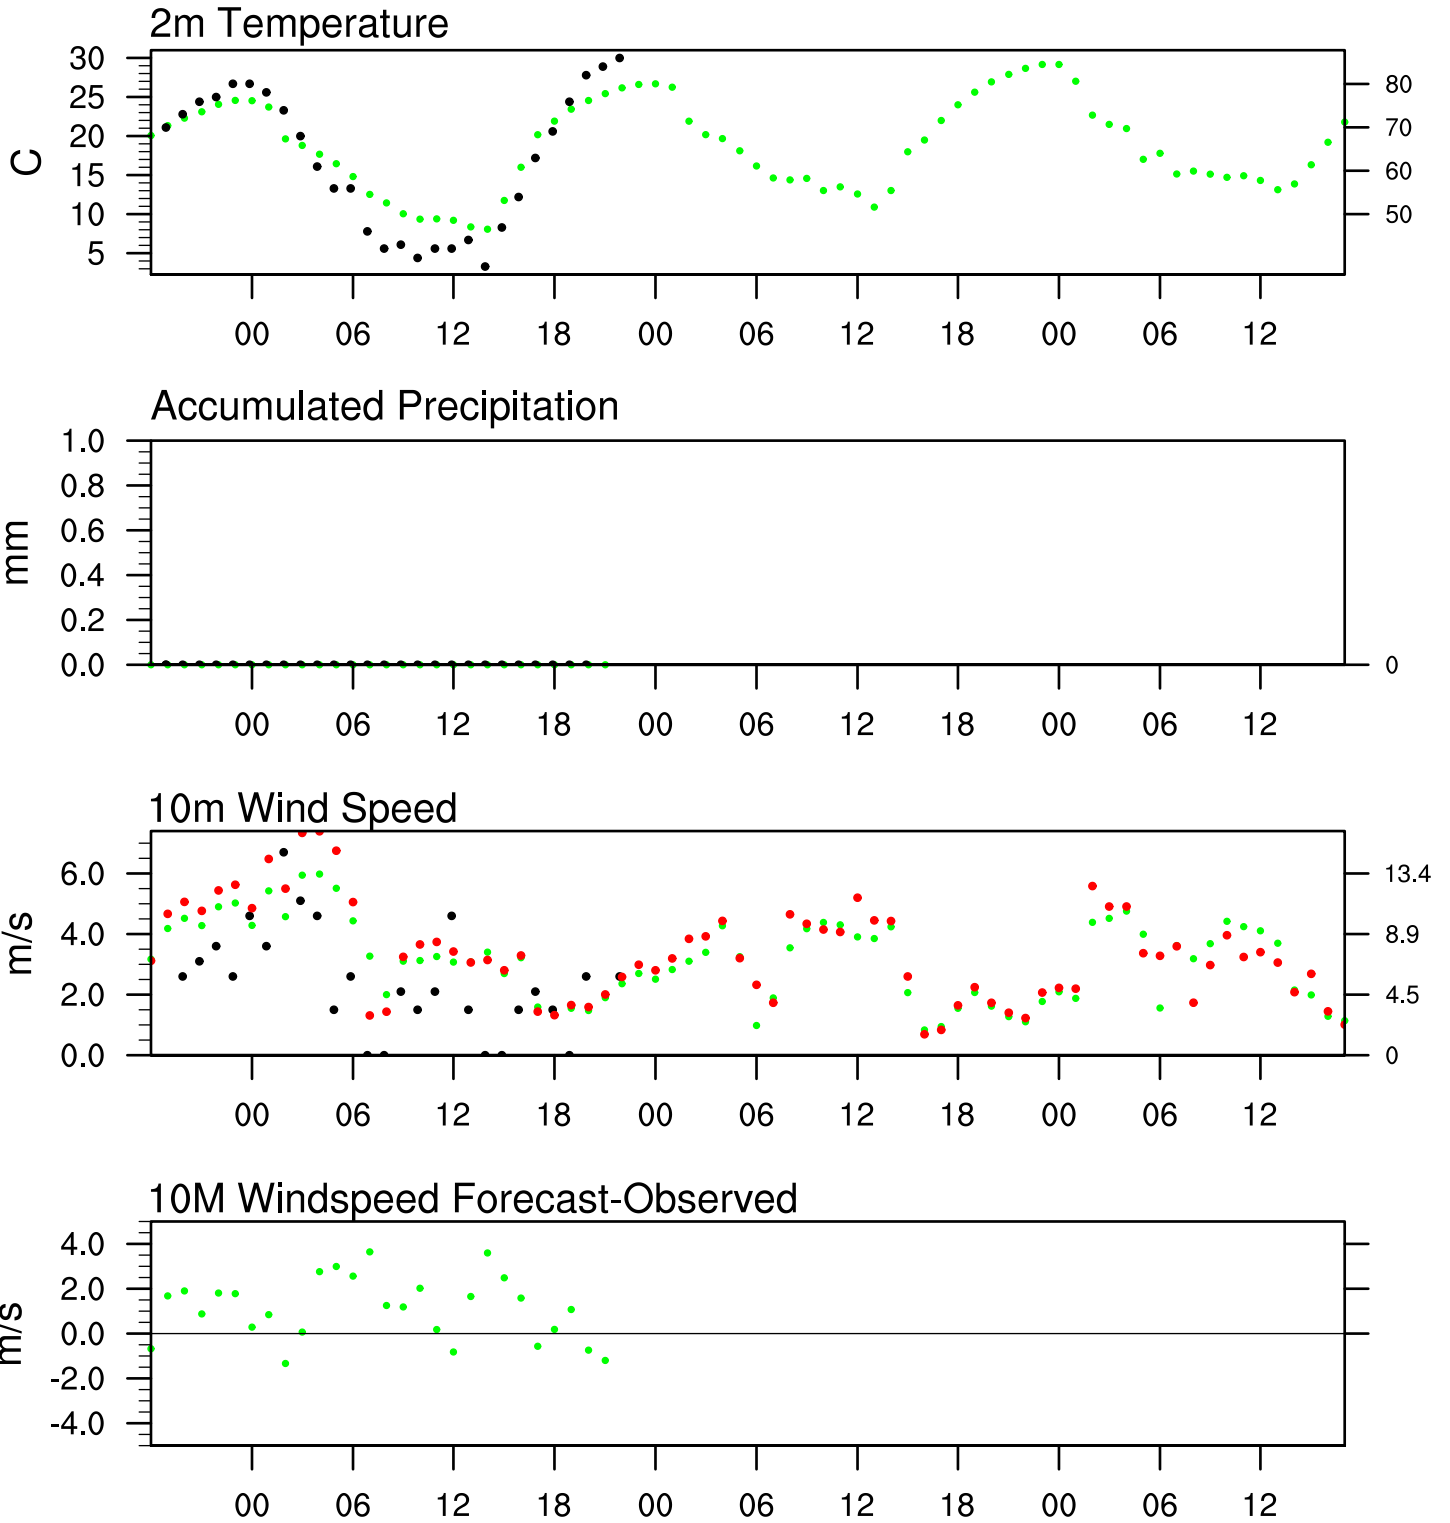 2m Temperature
30
25
20
15
10
5
C
80
70
60
50
00 06 12 18 00 06 12 18 00 06 12
Accumulated Precipitation
1.0
0.8
0.6
0.4
0.2
0.0
mm
0
00 06 12 18 00 06 12 18 00 06 12
10m Wind Speed
6.0
4.0
2.0
0.0
m/s
13.4
8.9
4.5
0
00 06 12 18 00 06 12 18 00 06 12
10M Windspeed Forecast-Observed
4.0
2.0
0.0
-2.0
-4.0
m/s
00 06 12 18 00 06 12 18 00 06 12